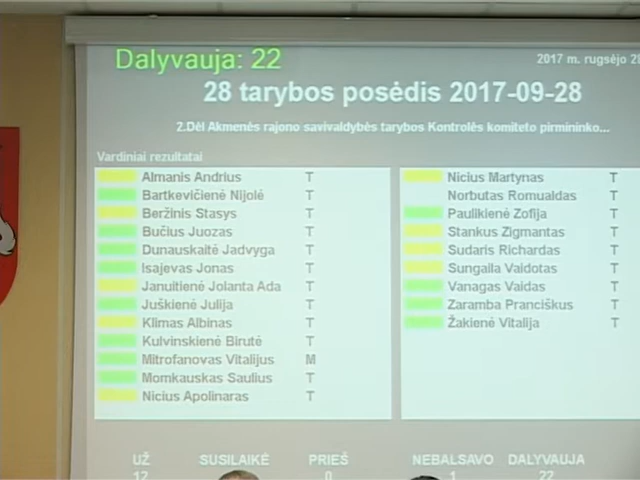 Dalyvauja: 22
2017 m. rugsėjo 28
28 tarybos posėdis 2017-09-28
2.Dėl Akmenės rajono savivaldybės tarybos Kontrolės komiteto pirmininko...
Vardiniai rezultatai
Almanis Andrius T
Bartkevičienė Nijolė T
Beržinis Stasys T
Bučius Juozas T
Dunauskaitė Jadvyga T
Isajevas Jonas T
Januitienė Jolanta Ada T
Juškienė Julija T
Klimas Albinas T
Kulvinskienė Birutė T
Mitrofanovas Vitalijus M
Momkauskas Saulius T
Nicius Apolinaras T
Nicius Martynas T
Norbutas Romualdas T
Paulikienė Zofija T
Stankus Zigmantas T
Sudaris Richardas T
Sungaila Vaidotas T
Vanagas Vaidas T
Zaramba Pranciškus T
Žakienė Vitalija T
UŽ SUSILAIKĖ PRIEŠ NEBALSAVO DALYVAUJA
12 0 1 22